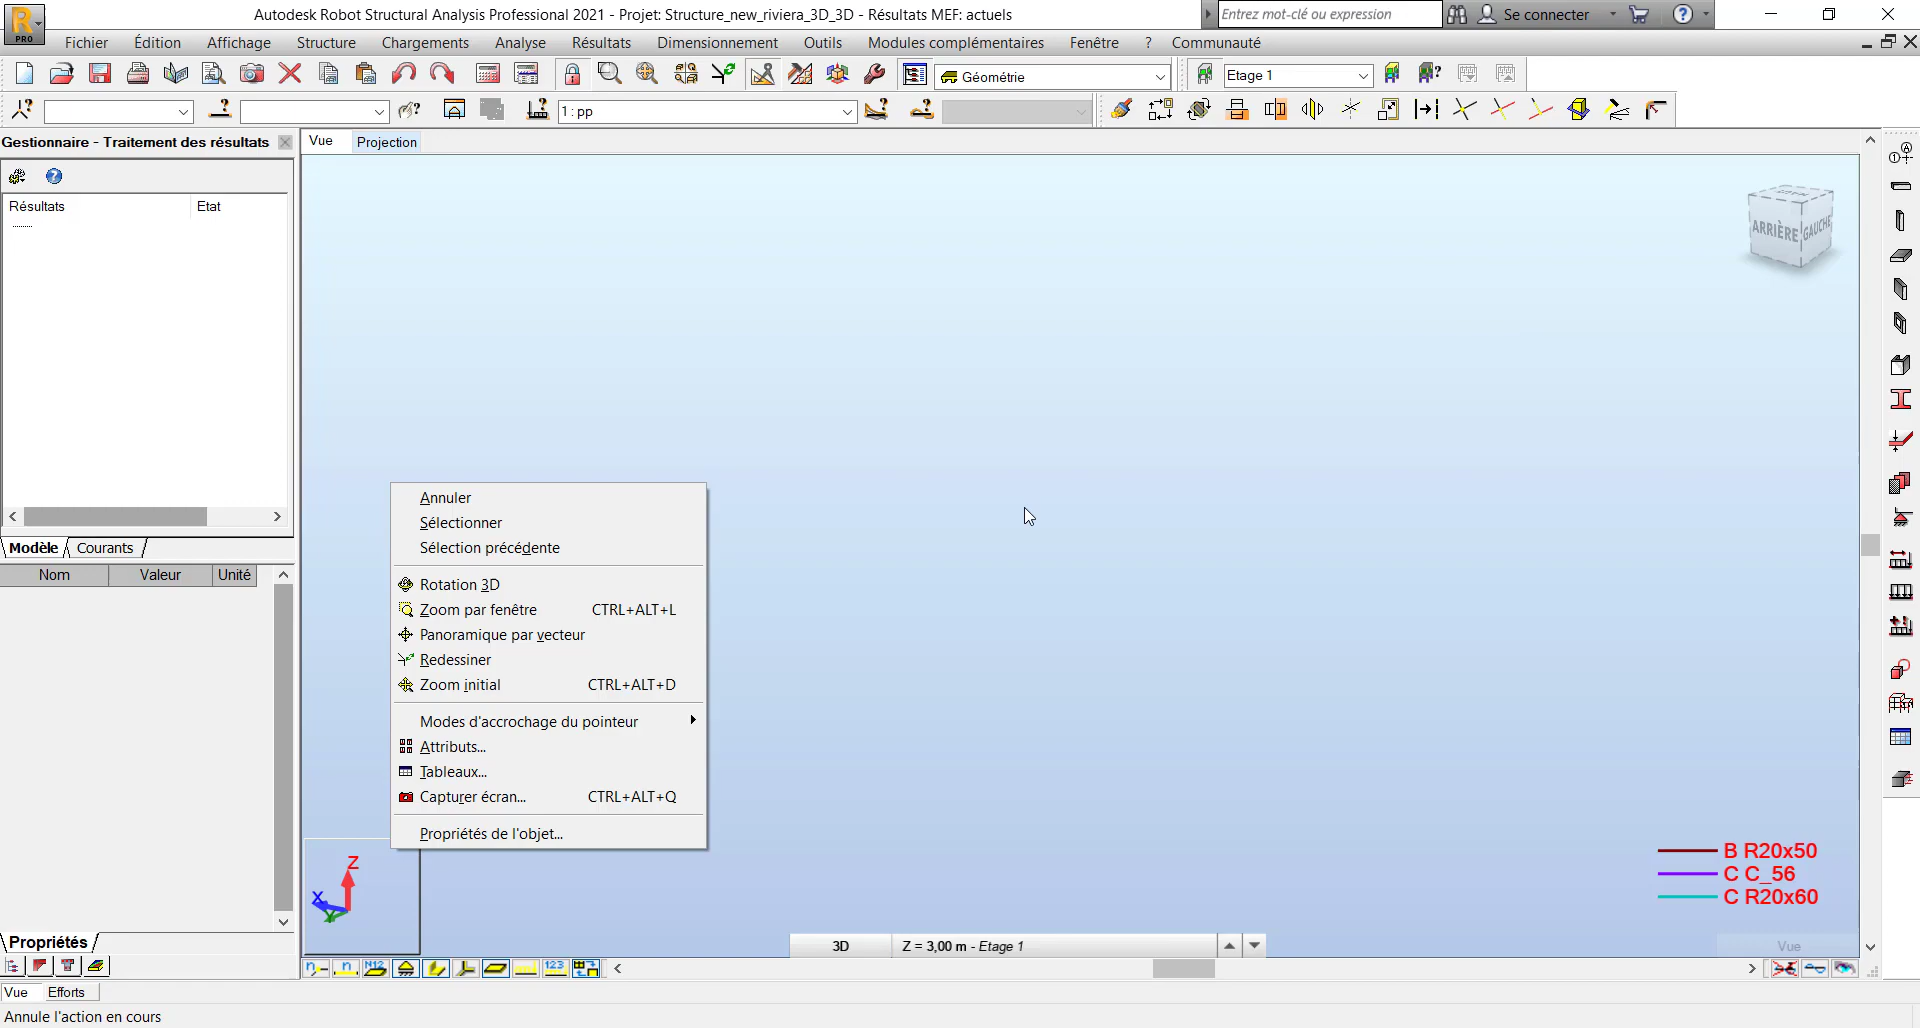 Autodesk Robot Structural Analysis Professional 2021 - Projet: Structure_new_riviera_3D_3D - Résultats MEF: actuels
Entrez mot-clé ou expression
Se connecter
PRO
Fichier Édition Affichage Structure Chargements Analyse Résultats Dimensionnement Outils Modules complémentaires Fenêtre ? Communauté
Géométrie
Etage 1
1 : pp
Gestionnaire - Traitement des résultats
Vue Projection
Résultats Etat
ARRIÈRE GAUCHE
Modèle Courants
Nom Valeur Unité
Annuler
Sélectionner
Sélection précédente
Rotation 3D
Zoom par fenêtre CTRL+ALT+L
Panoramique par vecteur
Redessiner
Zoom initial CTRL+ALT+D
Modes d'accrochage du pointeur
Attributs...
Tableaux...
Capturer écran... CTRL+ALT+Q
Propriétés de l'objet...
Z
X
Y
B R20x50
C C_56
C R20x60
3D Z = 3,00 m - Etage 1
Vue
Propriétés
Vue Efforts
Annule l'action en cours